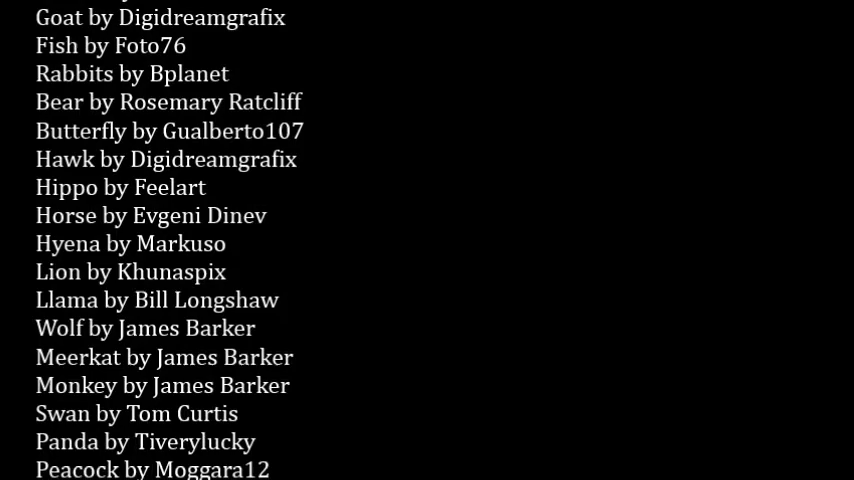 Goat by Digidreamgrafix
Fish by Foto76
Rabbits by Bplanet
Bear by Rosemary Ratcliff
Butterfly by Gualberto107
Hawk by Digidreamgrafix
Hippo by Feelart
Horse by Evgeni Dinev
Hyena by Markuso
Lion by Khunaspix
Llama by Bill Longshaw
Wolf by James Barker
Meerkat by James Barker
Monkey by James Barker
Swan by Tom Curtis
Panda by Tiverylucky
Peacock by Moggara12